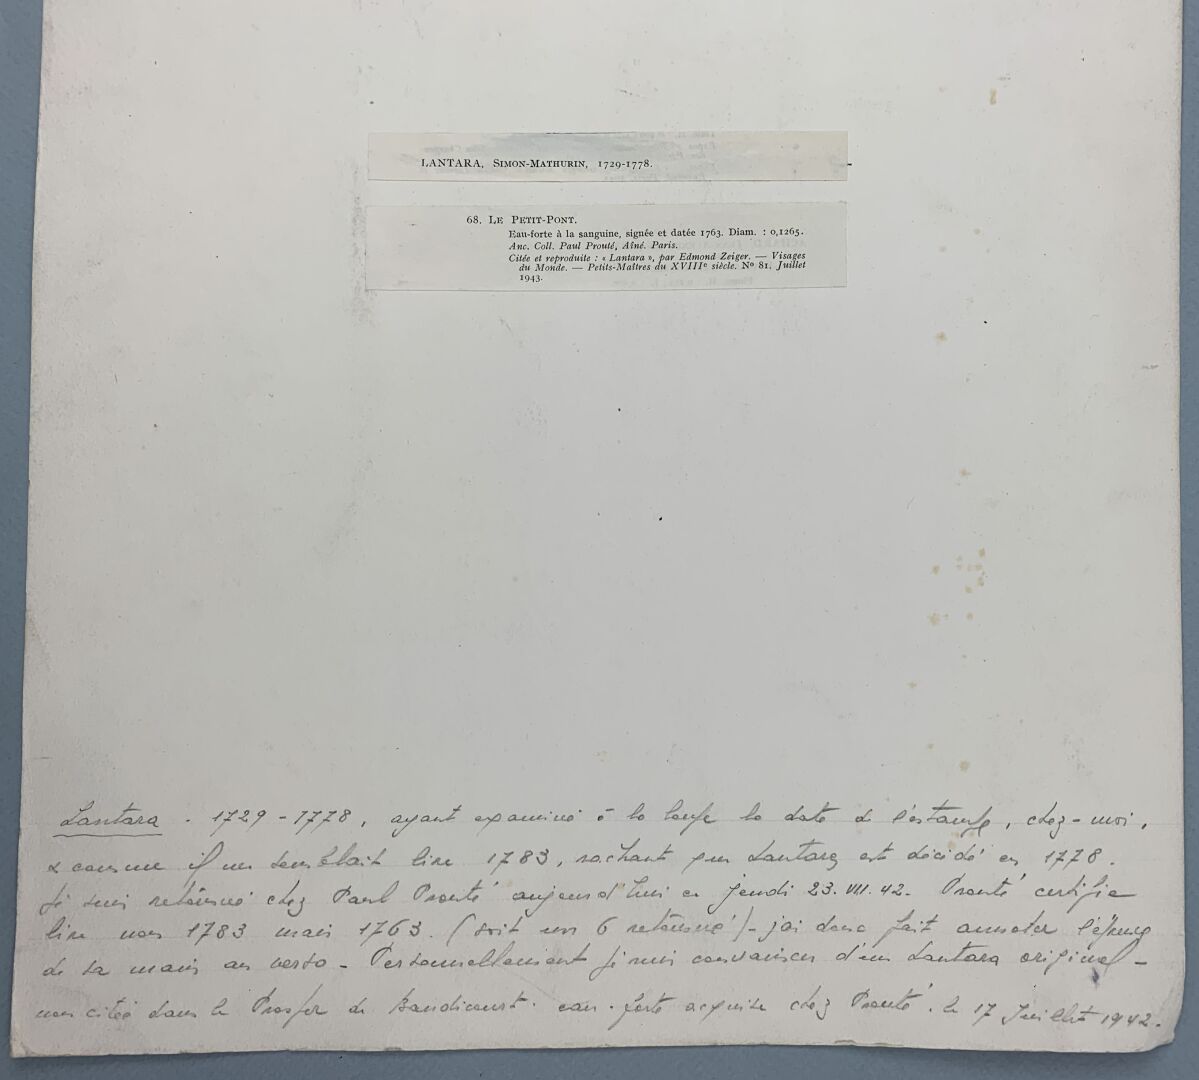 LANTARA, SIMON-MATHURIN, 1729-1778.
68. LE PETIT-PONT.
Eau-forte à la sanguine, signée et datée 1763. Diam. : 0,1265.
Anc. Coll. Paul Prouté, Aîné. Paris.
Citée et reproduite : « Lantara », par Edmond Zeiger. — Visages
du Monde. — Petits-Maîtres du XVIIIe siècle. No 81. Juillet
1943.
Lantara . 1729 - 1778, ayant examiné à la loupe la date de l'estampe, chez-moi,
& comme il me semblait lire 1783, sachant que Lantara est décédé en 1778.
Je suis retourné chez Paul Prouté aujourd'hui ce jeudi 23.VII.42. Prouté certifie
lire non 1783 mais 1763. (soit un 6 retourné) - j'ai donc fait annoter l'épreuve
de sa main au verso - Personnellement je suis convaincu d'un Lantara original -
non citée dans le Prosper de Baudicourt. eau-forte acquise chez Prouté. le 17 Juillet 1942.